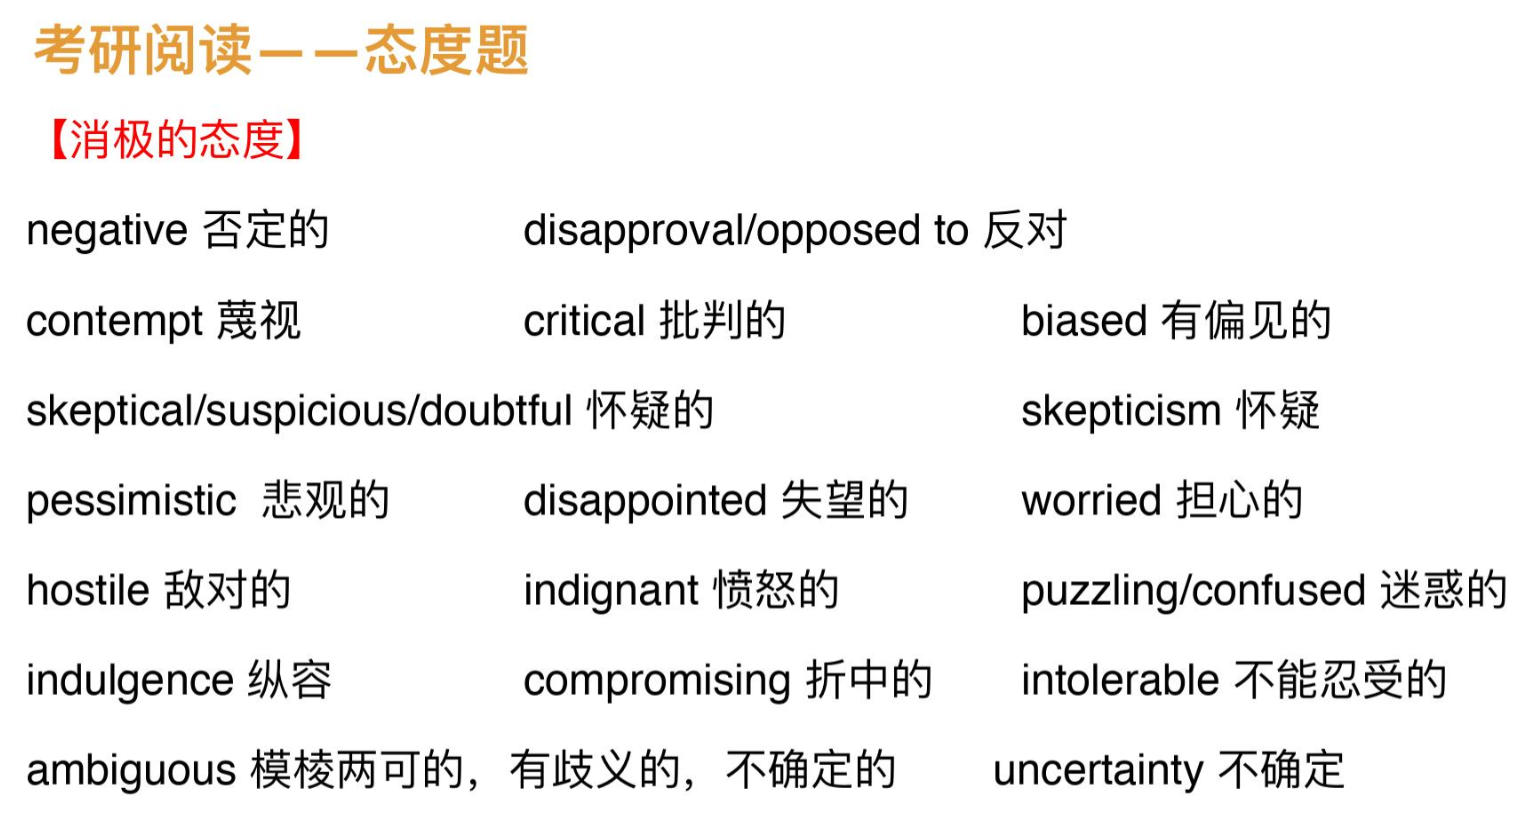 考研阅读——态度题
【消极的态度】
negative 否定的 disapproval/opposed to 反对
contempt 蔑视 critical 批判的 biased 有偏见的
skeptical/suspicious/doubtful 怀疑的 skepticism 怀疑
pessimistic 悲观的 disappointed 失望的 worried 担心的
hostile 敌对的 indignant 愤怒的 puzzling/confused 迷惑的
indulgence 纵容 compromising 折中的 intolerable 不能忍受的
ambiguous 模棱两可的，有歧义的，不确定的 uncertainty 不确定